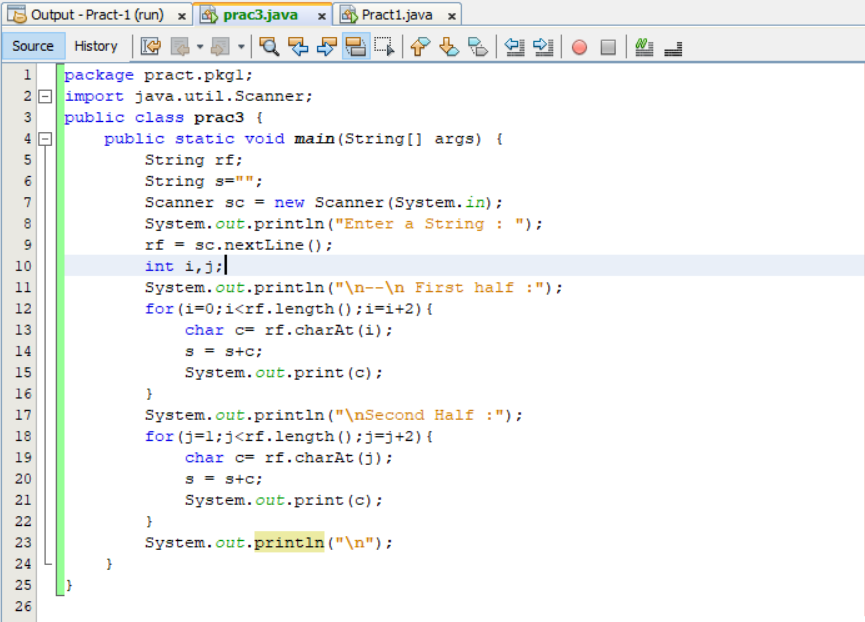 Output - Pract-1 (run) x prac3.java x Pract1.java x
Source History
1 package pract.pkg1;
2 import java.util.Scanner;
3 public class prac3 {
4     public static void main(String[] args) {
5         String rf;
6         String s="";
7         Scanner sc = new Scanner(System.in);
8         System.out.println("Enter a String : ");
9         rf = sc.nextLine();
10         int i,j;
11         System.out.println("\n--\n First half :");
12         for(i=0;i<rf.length();i=i+2){
13             char c= rf.charAt(i);
14             s = s+c;
15             System.out.print(c);
16         }
17         System.out.println("\nSecond Half :");
18         for(j=1;j<rf.length();j=j+2){
19             char c= rf.charAt(j);
20             s = s+c;
21             System.out.print(c);
22         }
23         System.out.println("\n");
24     }
25 }
26